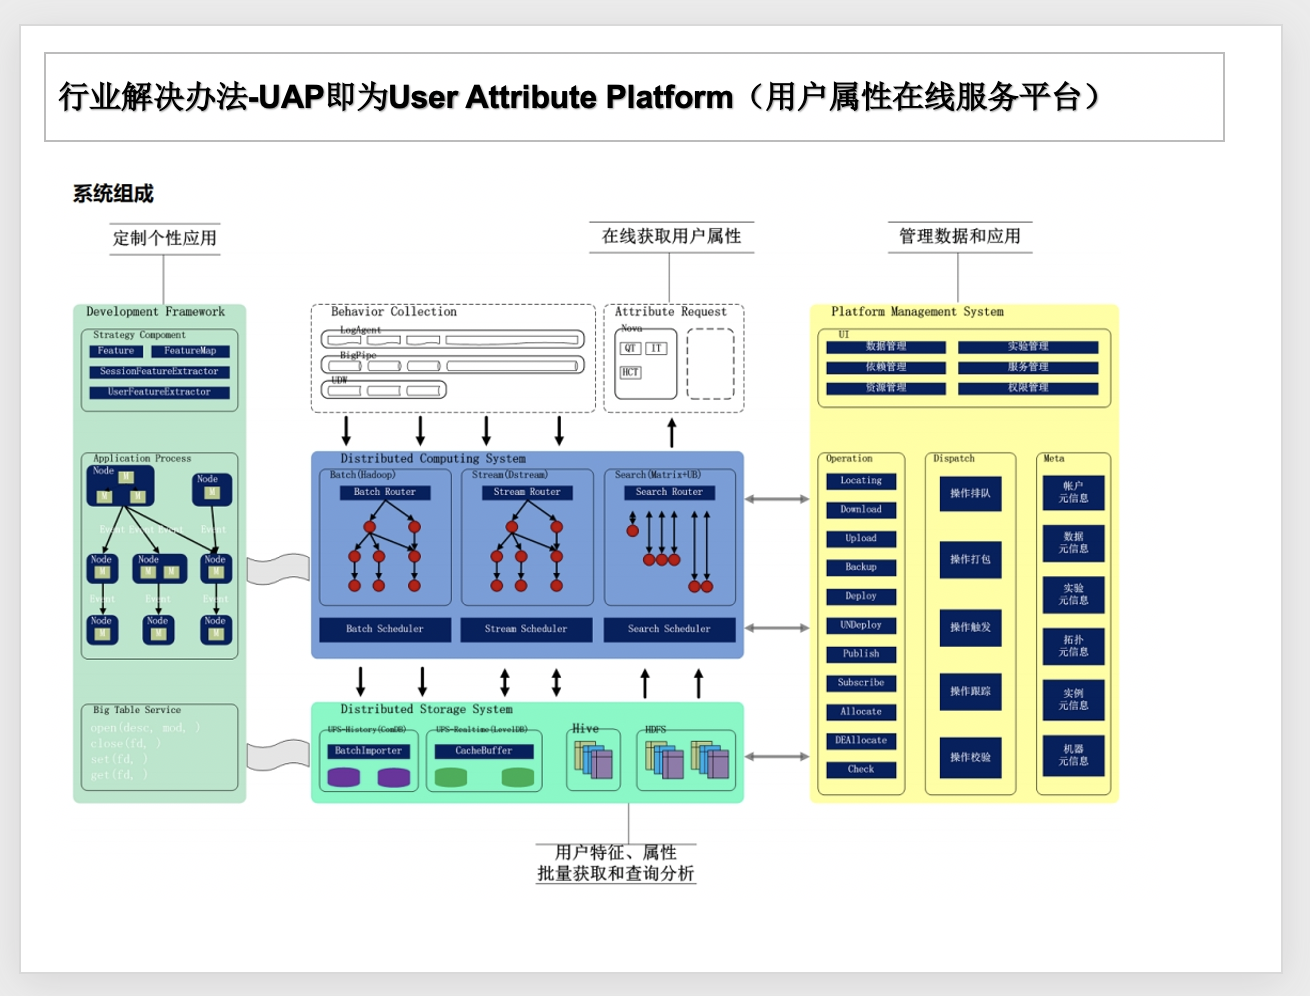 行业解决办法-UAP即为User Attribute Platform（用户属性在线服务平台）
系统组成
定制个性应用
在线获取用户属性
管理数据和应用
Development Framework
Strategy Component
Feature
FeatureMap
SessionFeatureExtractor
UserFeatureExtractor
Application Process
Node
M
M
M
Node
M
Event
Event
Event
Event
Node
M
Node
M
M
Node
M
Event
Event
Event
Node
M
Node
M
Node
M
Big Table Service
open(desc, mod, )
close(fd, )
set(fd, )
get(fd, )
Behavior Collection
LogAgent
BigPipe
UDW
Attribute Request
Nova
QT
IT
HCT
Distributed Computing System
Batch(Hadoop)
Batch Router
Batch Scheduler
Stream(Dstream)
Stream Router
Stream Scheduler
Search(Matrix+UB)
Search Router
Search Scheduler
Distributed Storage System
UPS-History(ComDB)
BatchImporter
UPS-Realtime(LevelDB)
CacheBuffer
Hive
HDFS
用户特征、属性
批量获取和查询分析
Platform Management System
UI
数据管理
实验管理
依赖管理
服务管理
资源管理
权限管理
Operation
Locating
Download
Upload
Backup
Deploy
UNDeploy
Publish
Subscribe
Allocate
DEAllocate
Check
Dispatch
操作排队
操作打包
操作触发
操作跟踪
操作校验
Meta
帐户
元信息
数据
元信息
实验
元信息
拓扑
元信息
实例
元信息
机器
元信息